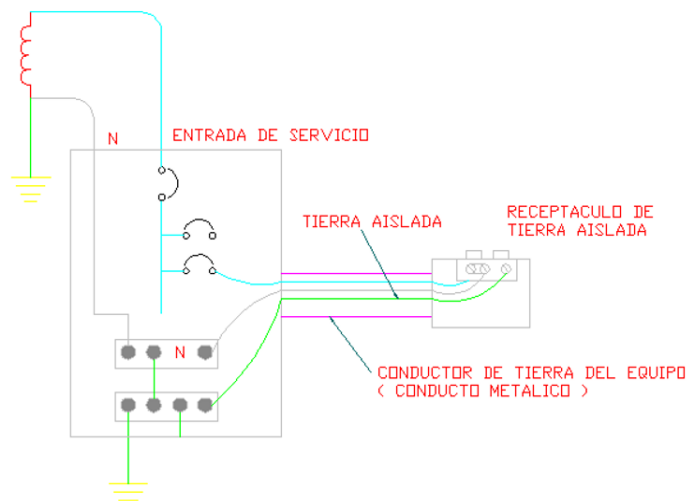 N
ENTRADA DE SERVICIO
TIERRA AISLADA
RECEPTACULO DE
TIERRA AISLADA
N
CONDUCTOR DE TIERRA DEL EQUIPO
( CONDUCTO METALICO )